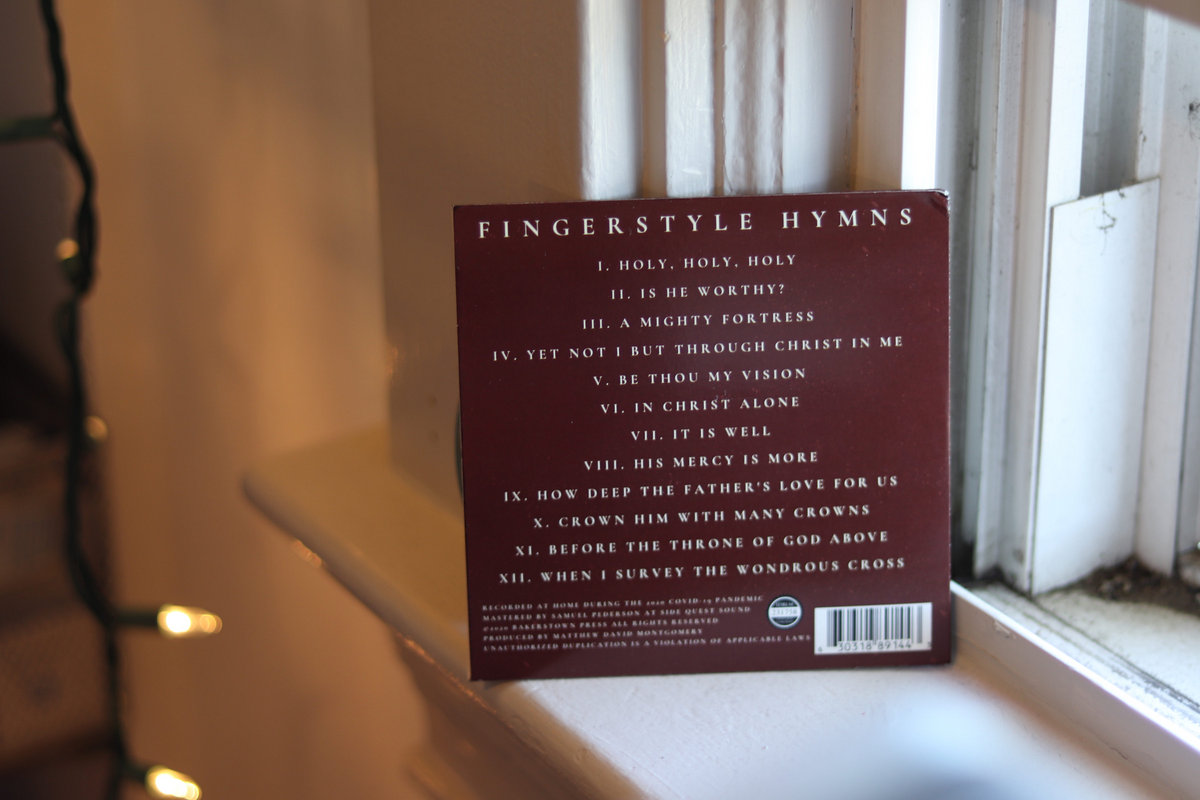 FINGERSTYLE HYMNS
I. HOLY, HOLY, HOLY
II. IS HE WORTHY?
III. A MIGHTY FORTRESS
IV. YET NOT I BUT THROUGH CHRIST IN ME
V. BE THOU MY VISION
VI. IN CHRIST ALONE
VII. IT IS WELL
VIII. HIS MERCY IS MORE
IX. HOW DEEP THE FATHER'S LOVE FOR US
X. CROWN HIM WITH MANY CROWNS
XI. BEFORE THE THRONE OF GOD ABOVE
XII. WHEN I SURVEY THE WONDROUS CROSS
RECORDED AT HOME DURING THE 2020 COVID-19 PANDEMIC
MASTERED BY SAMUEL PEDERSON AT SIDE QUEST SOUND
©2020 BAKERSTOWN PRESS ALL RIGHTS RESERVED
PRODUCED BY MATTHEW DAVID MONTGOMERY
UNAUTHORIZED DUPLICATION IS A VIOLATION OF APPLICABLE LAWS
30318 89144